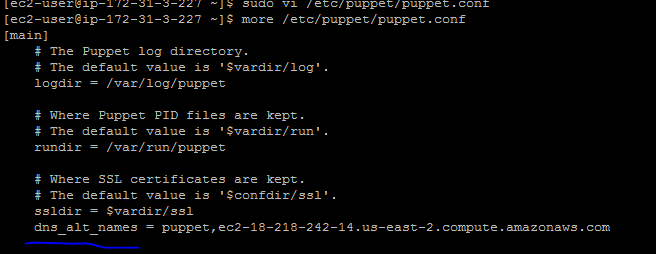 [ec2-user@ip-172-31-3-227 ~]$ sudo vi /etc/puppet/puppet.conf
[ec2-user@ip-172-31-3-227 ~]$ more /etc/puppet/puppet.conf
[main]
# The Puppet log directory.
# The default value is '$vardir/log'.
logdir = /var/log/puppet
# Where Puppet PID files are kept.
# The default value is '$vardir/run'.
rundir = /var/run/puppet
# Where SSL certificates are kept.
# The default value is '$confdir/ssl'.
ssldir = $vardir/ssl
dns_alt_names = puppet,ec2-18-218-242-14.us-east-2.compute.amazonaws.com